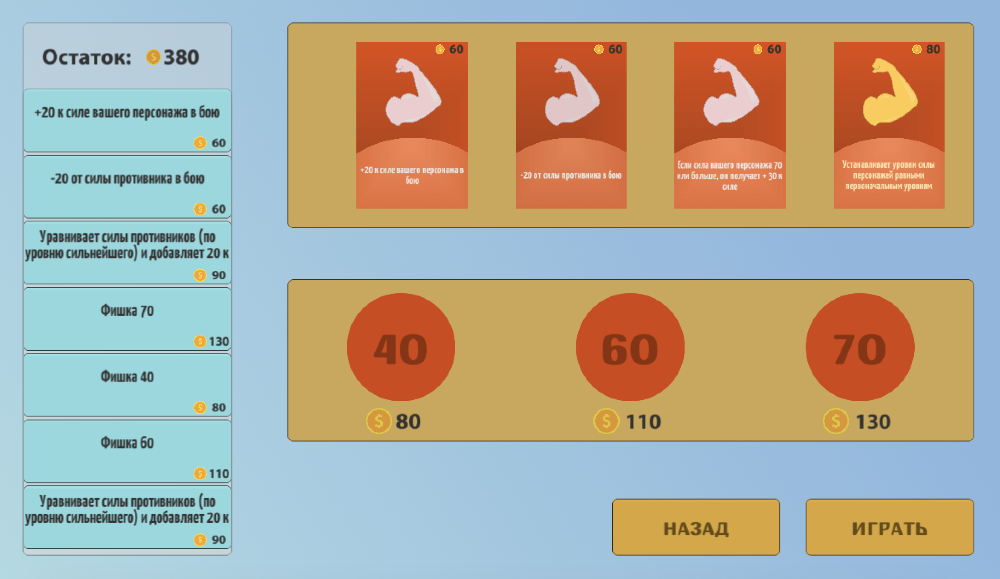 Остаток: 380
+20 к силе вашего персонажа в бою
60
-20 от силы противника в бою
60
Уравнивает силы противников (по
уровню сильнейшего) и добавляет 20 к
90
Фишка 70
130
Фишка 40
80
Фишка 60
110
Уравнивает силы противников (по
уровню сильнейшего) и добавляет 20 к
90
60
+20 к силе вашего персонажа в
бою
60
-20 от силы противника в бою
60
Если сила вашего персонажа 70
или больше, он получает + 30 к
силе
80
Устанавливает уровни силы
персонажей равными
первоначальным уровням
40
80
60
110
70
130
НАЗАД
ИГРАТЬ